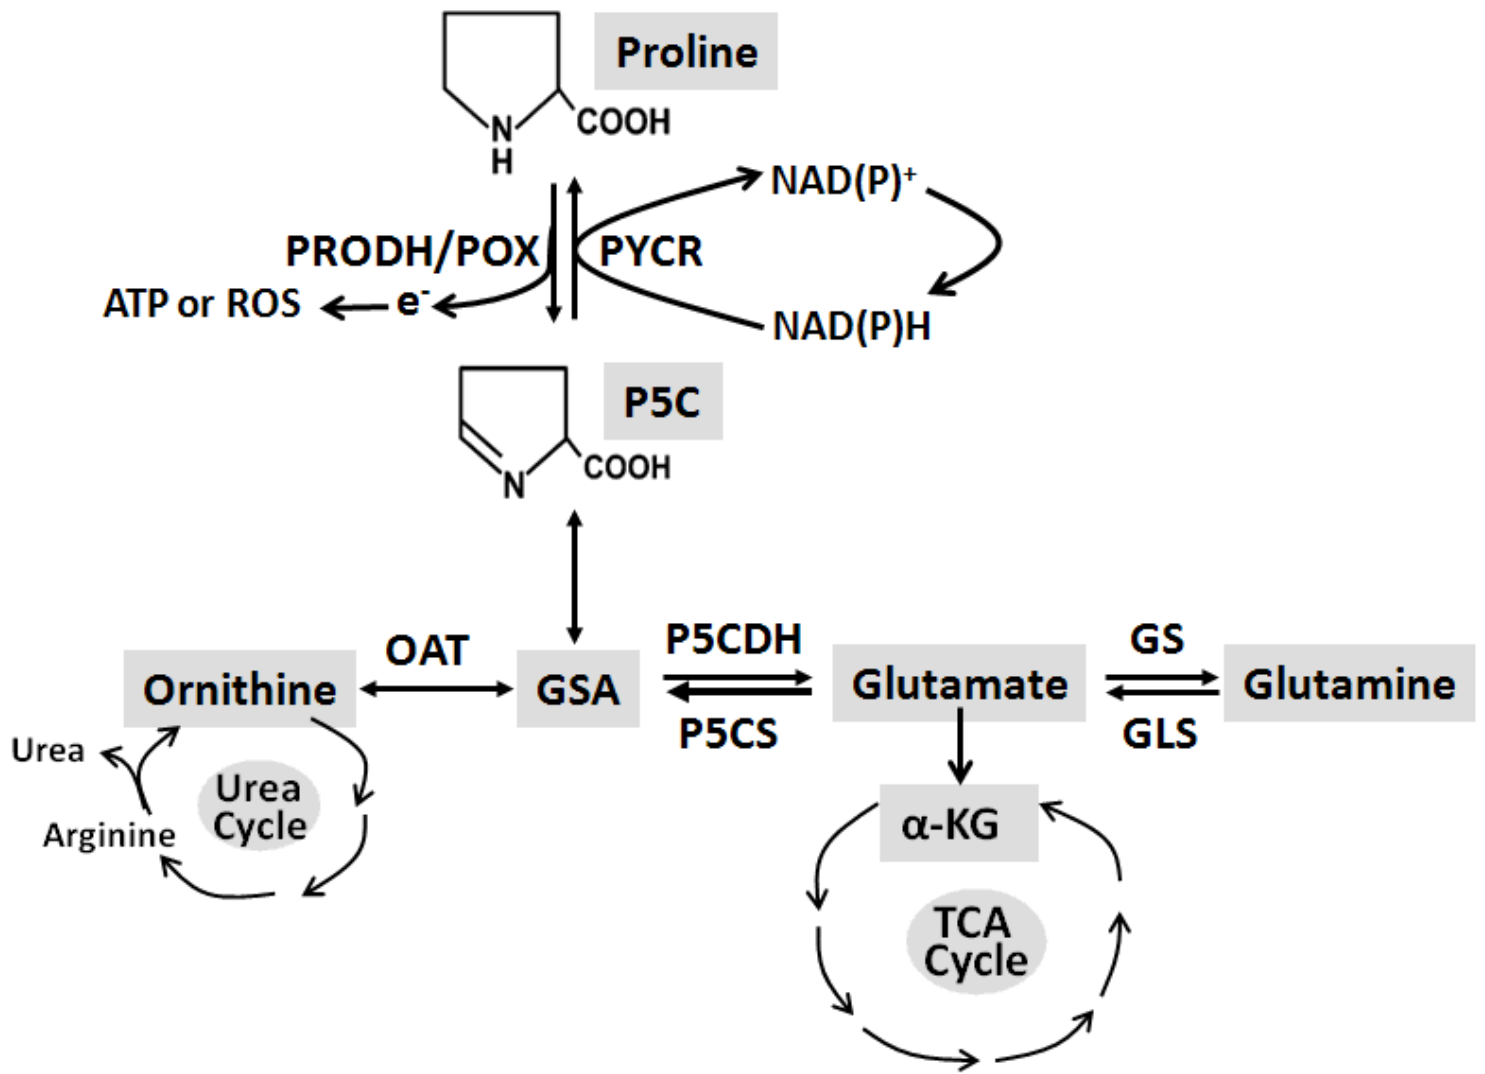 Proline
COOH
N
H
NAD(P)+
PRODH/POX
PYCR
ATP or ROS
e-
NAD(P)H
P5C
COOH
N
OAT
P5CDH
GS
Ornithine
GSA
Glutamate
Glutamine
P5CS
GLS
Urea
Urea
Cycle
Arginine
α-KG
TCA
Cycle